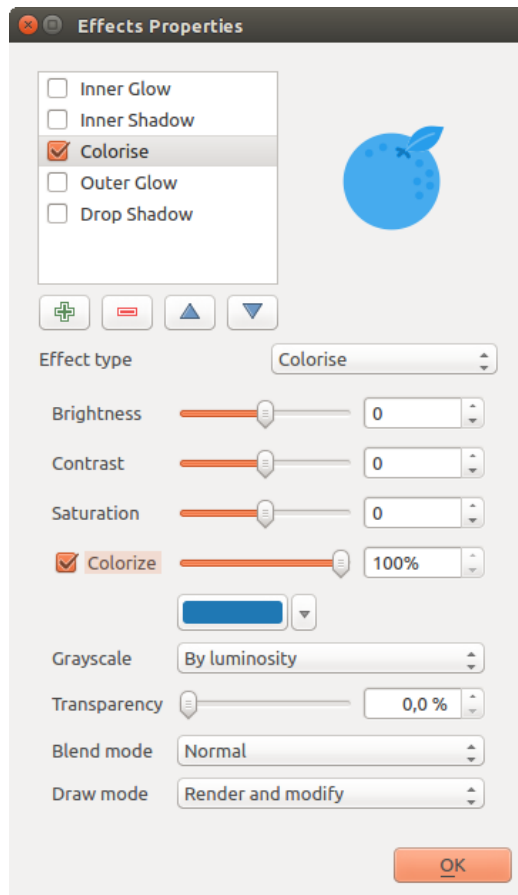 Effects Properties
Inner Glow
Inner Shadow
Colorise
Outer Glow
Drop Shadow
Effect type Colorise
Brightness 0
Contrast 0
Saturation 0
Colorize 100%
Grayscale By luminosity
Transparency 0,0 %
Blend mode Normal
Draw mode Render and modify
OK